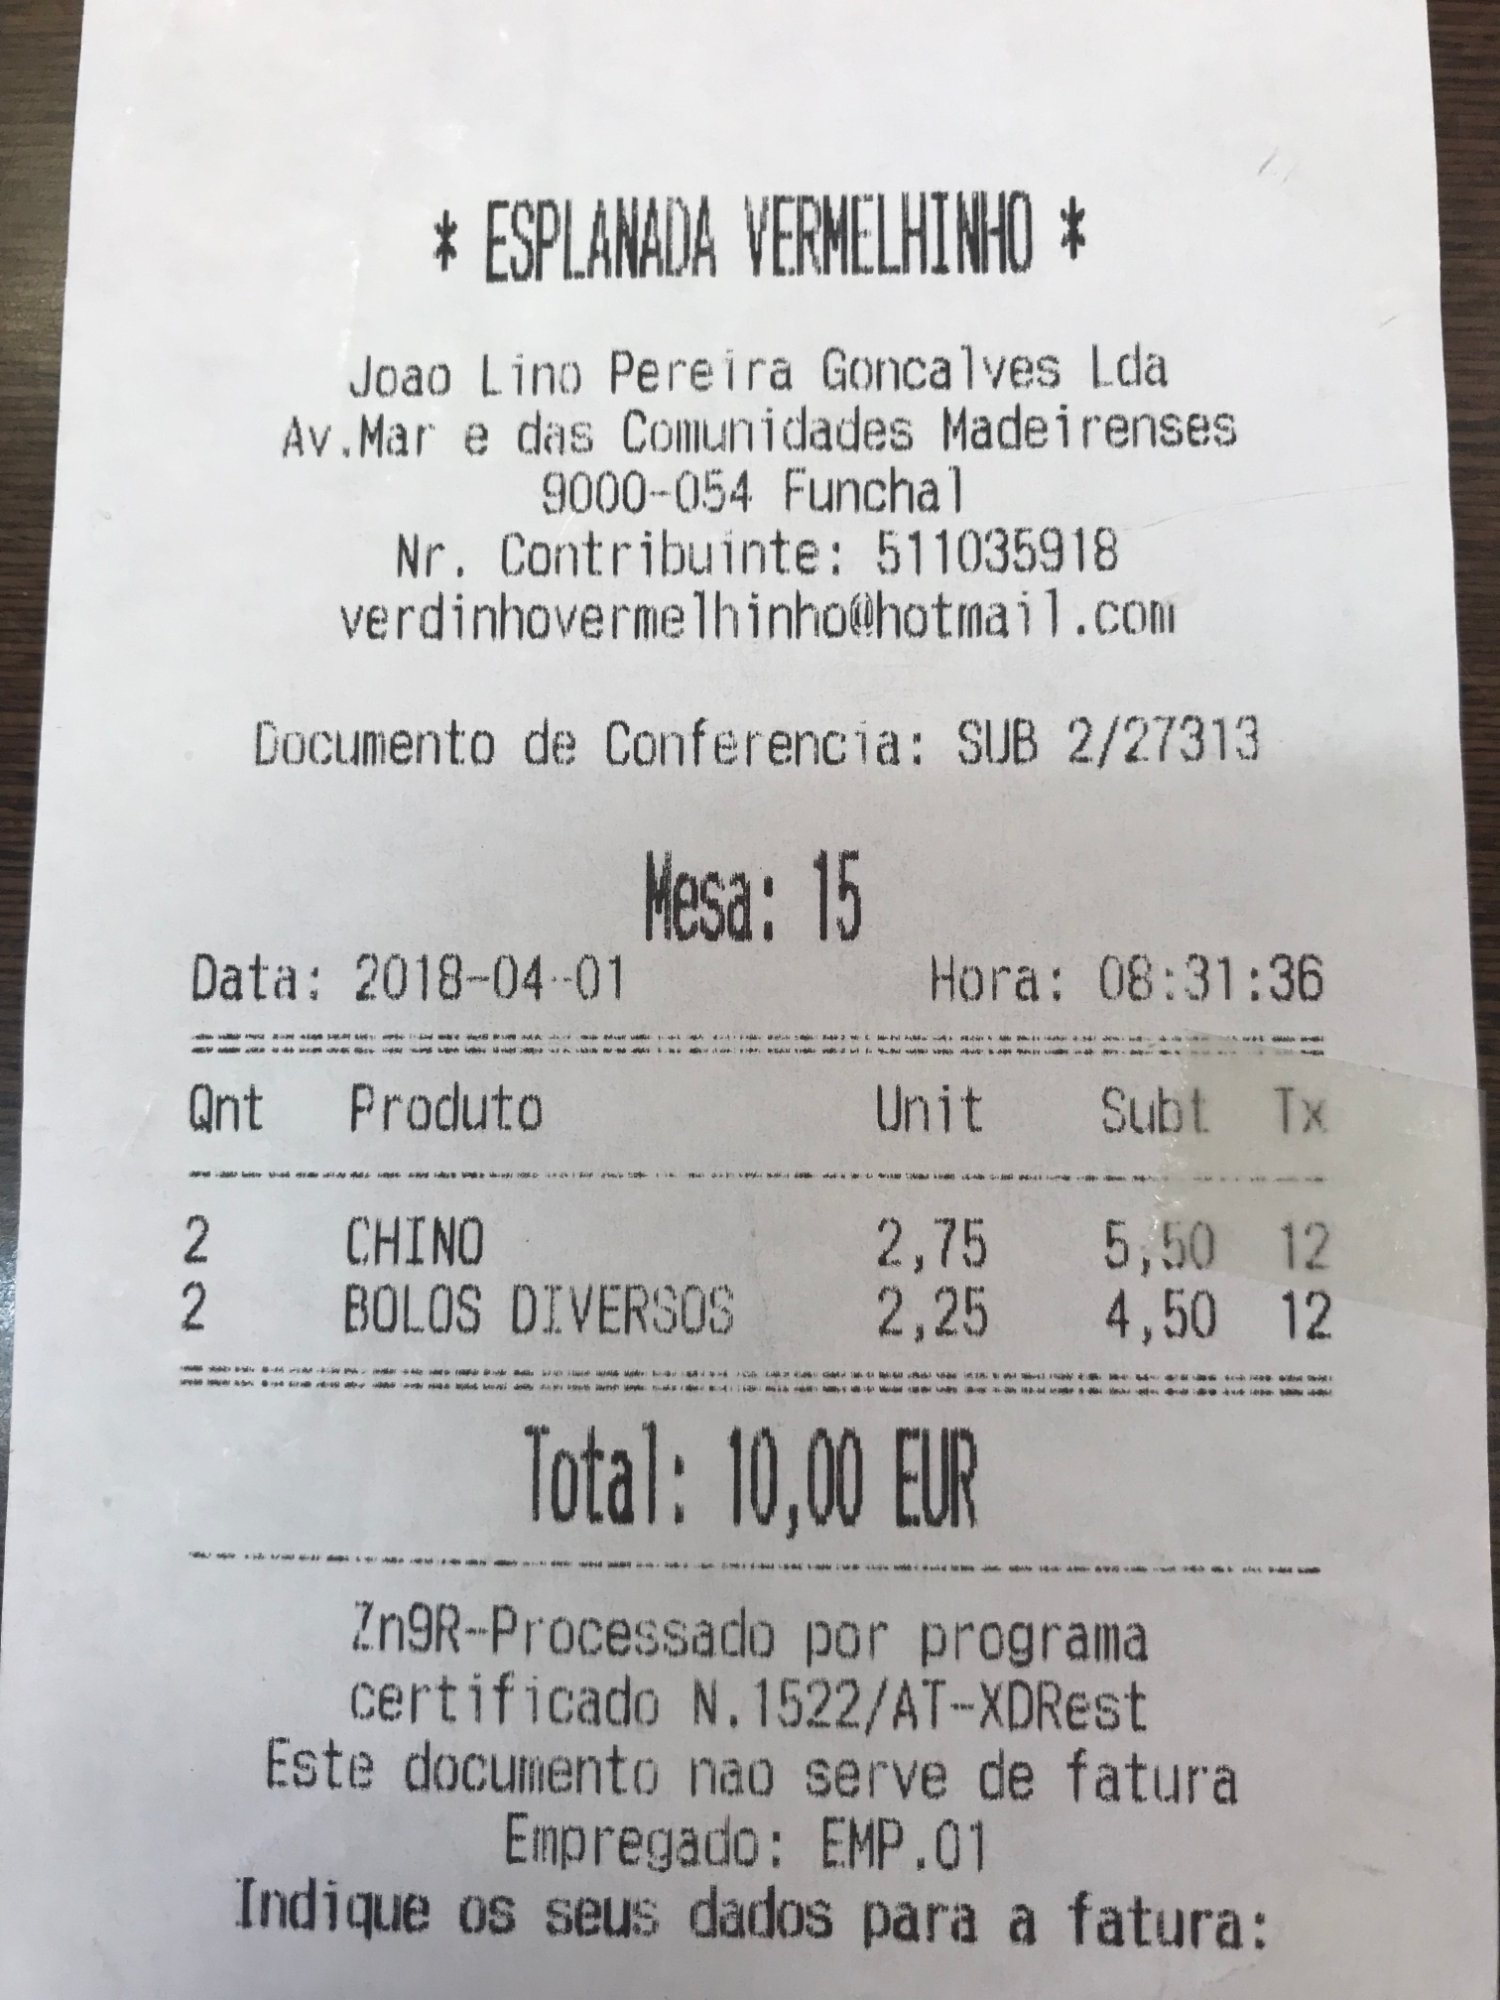 * ESPLANADA VERMELHINHO *
Joao Lino Pereira Goncalves Lda
Av.Mar e das Comunidades Madeirenses
9000-054 Funchal
Nr. Contribuinte: 511035918
verdinhovermelhinho@hotmail.com
Documento de Conferencia: SUB 2/27313
Mesa: 15
Data: 2018-04-01 Hora: 08:31:36
Qnt Produto Unit Subt Tx
2 CHINO 2,75 5,50 12
2 BOLOS DIVERSOS 2,25 4,50 12
Total: 10,00 EUR
Zn9R-Processado por programa
certificado N.1522/AT-XDRest
Este documento nao serve de fatura
Empregado: EMP.01
Indique os seus dados para a fatura: